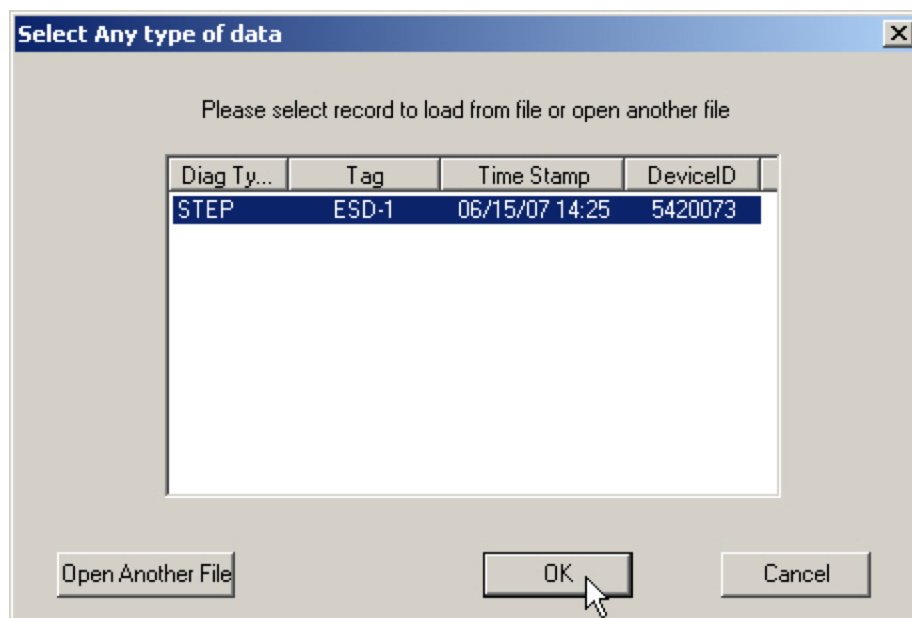 Select Any type of data
Please select record to load from file or open another file
Diag Ty... Tag Time Stamp DeviceID
STEP ESD-1 06/15/07 14:25 5420073
Open Another File OK Cancel